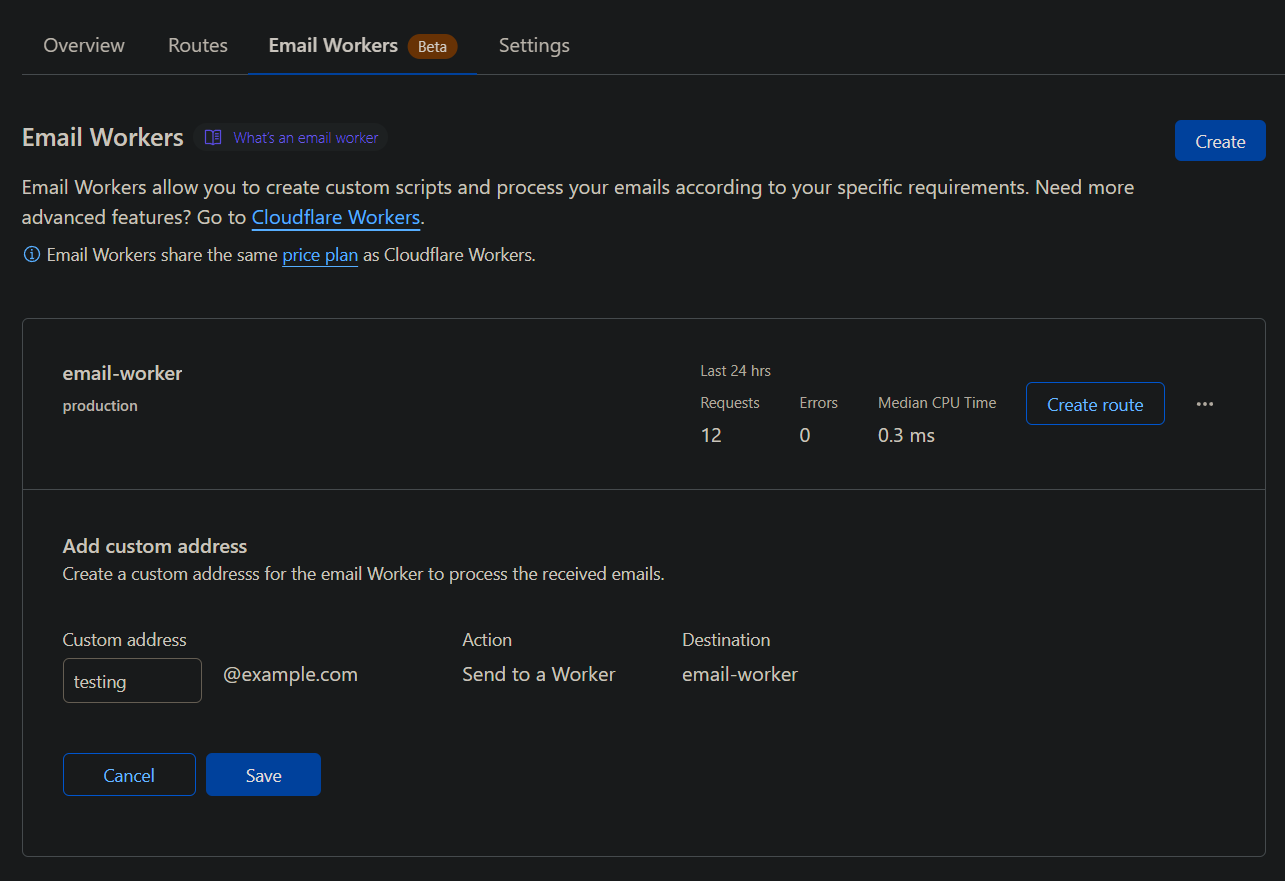 Overview Routes Email Workers Beta Settings
Email Workers What's an email worker
Create
Email Workers allow you to create custom scripts and process your emails according to your specific requirements. Need more
advanced features? Go to Cloudflare Workers.
Email Workers share the same price plan as Cloudflare Workers.
email-worker
production
Last 24 hrs
Requests Errors Median CPU Time
12 0 0.3 ms
Create route
Add custom address
Create a custom addresss for the email Worker to process the received emails.
Custom address Action Destination
testing @example.com Send to a Worker email-worker
Cancel Save